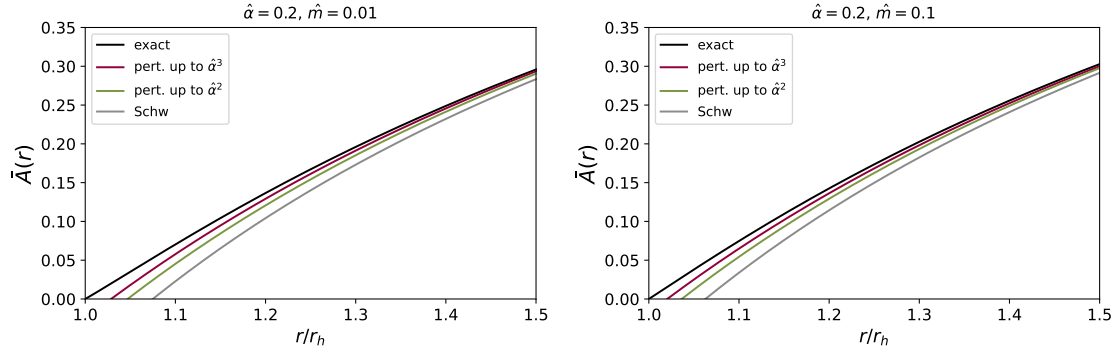 α̂ = 0.2, m̂ = 0.01
0.35
0.30
0.25
0.20
0.15
0.10
0.05
0.00
Ā(r)
exact
pert. up to α̂³
pert. up to α̂²
Schw
1.0 1.1 1.2 1.3 1.4 1.5
r/rₕ
α̂ = 0.2, m̂ = 0.1
0.35
0.30
0.25
0.20
0.15
0.10
0.05
0.00
Ā(r)
exact
pert. up to α̂³
pert. up to α̂²
Schw
1.0 1.1 1.2 1.3 1.4 1.5
r/rₕ